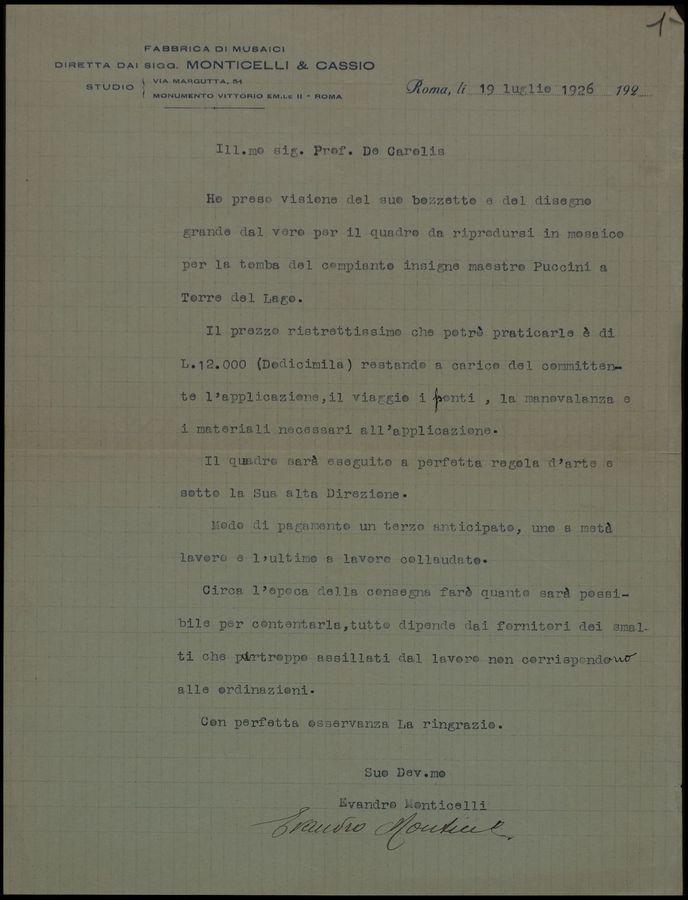 1-
FABBRICA DI MUSAICI
DIRETTA DAI SIGG. MONTICELLI & CASSIO
STUDIO { VIA MARGUTTA, 54
MONUMENTO VITTORIO EM.LE II - ROMA
Roma, li 19 luglio 1926 192
Ill.mo sig. Prof. De Carolis
Ho preso visione del suo bozzetto e del disegno
grande dal vero per il quadro da riprodursi in mosaico
per la tomba del compianto insigne maestro Puccini a
Torre del Lago.
Il prezzo ristrettissimo che potrò praticarle è di
L.12.000 (Dodicimila) restando a carico del committen-
te l'applicazione,il viaggio i ponti , la manovalanza e
i materiali necessari all'applicazione.
Il quadro sarà eseguito a perfetta regola d'arte e
sotto la Sua alta Direzione.
Modo di pagamento un terzo anticipato, uno a metà
lavoro e l'ultimo a lavoro collaudato.
Circa l'epoca della consegna farò quanto sarà possi-
bile per contentarla,tutto dipende dai fornitori dei smal-
ti che purtroppo assillati dal lavoro non corrispondono
alle ordinazioni.
Con perfetta osservanza La ringrazio.
Suo Dev.mo
Evandro Monticelli
Evandro Monticelli